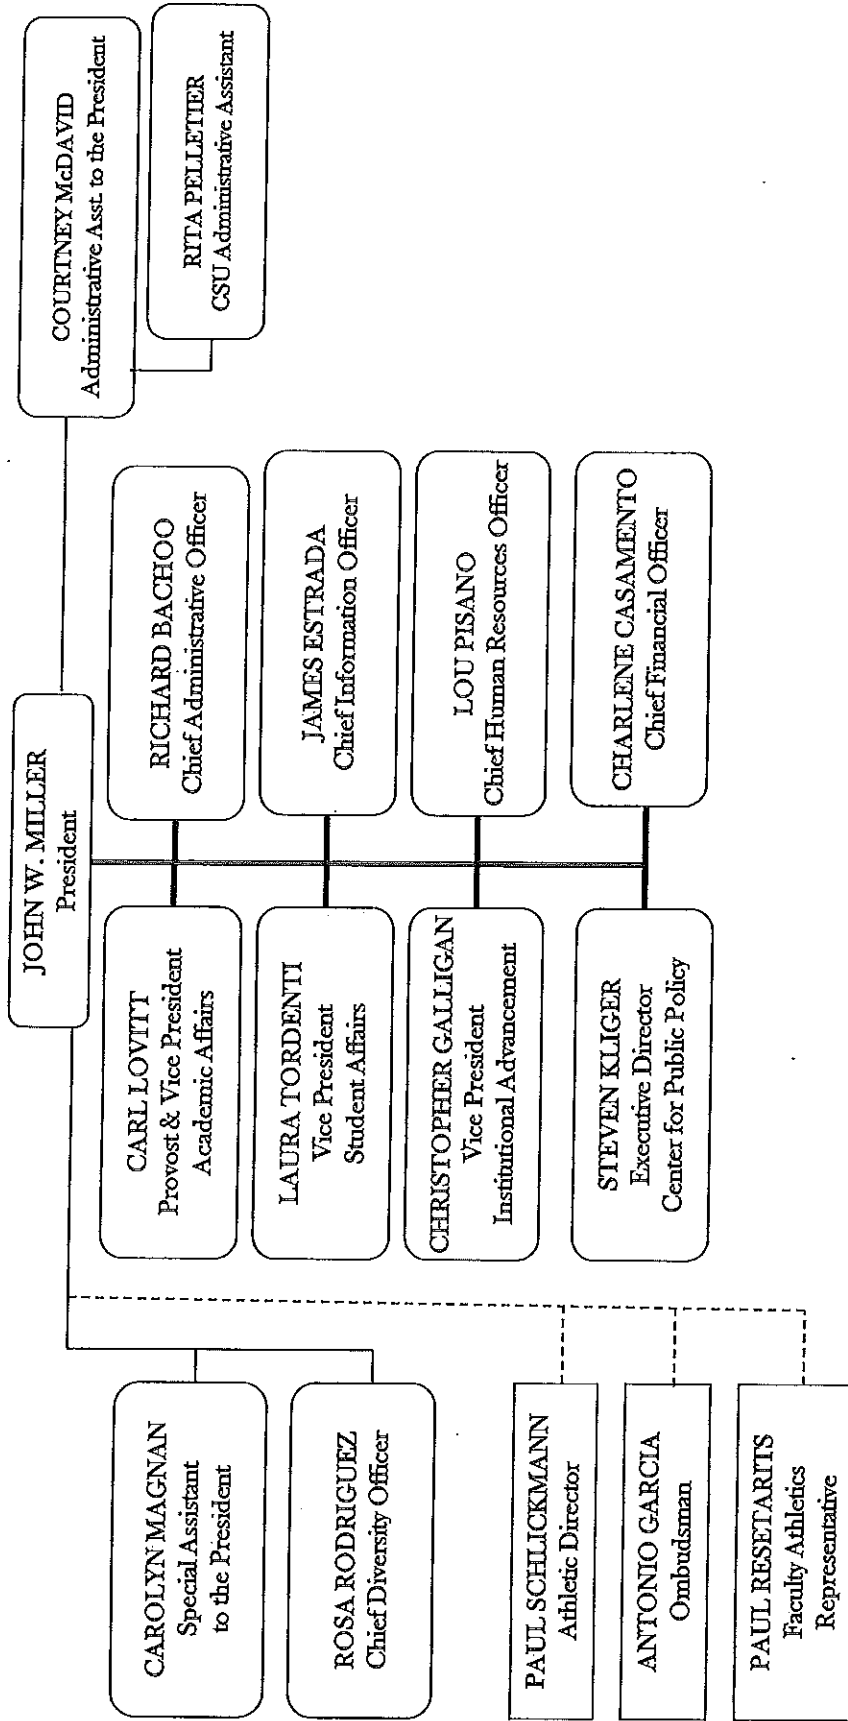 JOHN W. MILLER
President
COURTNEY McDAVID
Administrative Asst. to the President
RITA PELLETIER
CSU Administrative Assistant
CAROLYN MAGNAN
Special Assistant
to the President
ROSA RODRIGUEZ
Chief Diversity Officer
PAUL SCHLICKMANN
Athletic Director
ANTONIO GARCIA
Ombudsman
PAUL RESETARITS
Faculty Athletics
Representative
CARL LOVITT
Provost & Vice President
Academic Affairs
LAURA TORDENTI
Vice President
Student Affairs
CHRISTOPHER GALLIGAN
Vice President
Institutional Advancement
STEVEN KLIGER
Executive Director
Center for Public Policy
RICHARD BACHOO
Chief Administrative Officer
JAMES ESTRADA
Chief Information Officer
LOU PISANO
Chief Human Resources Officer
CHARLENE CASAMENTO
Chief Financial Officer